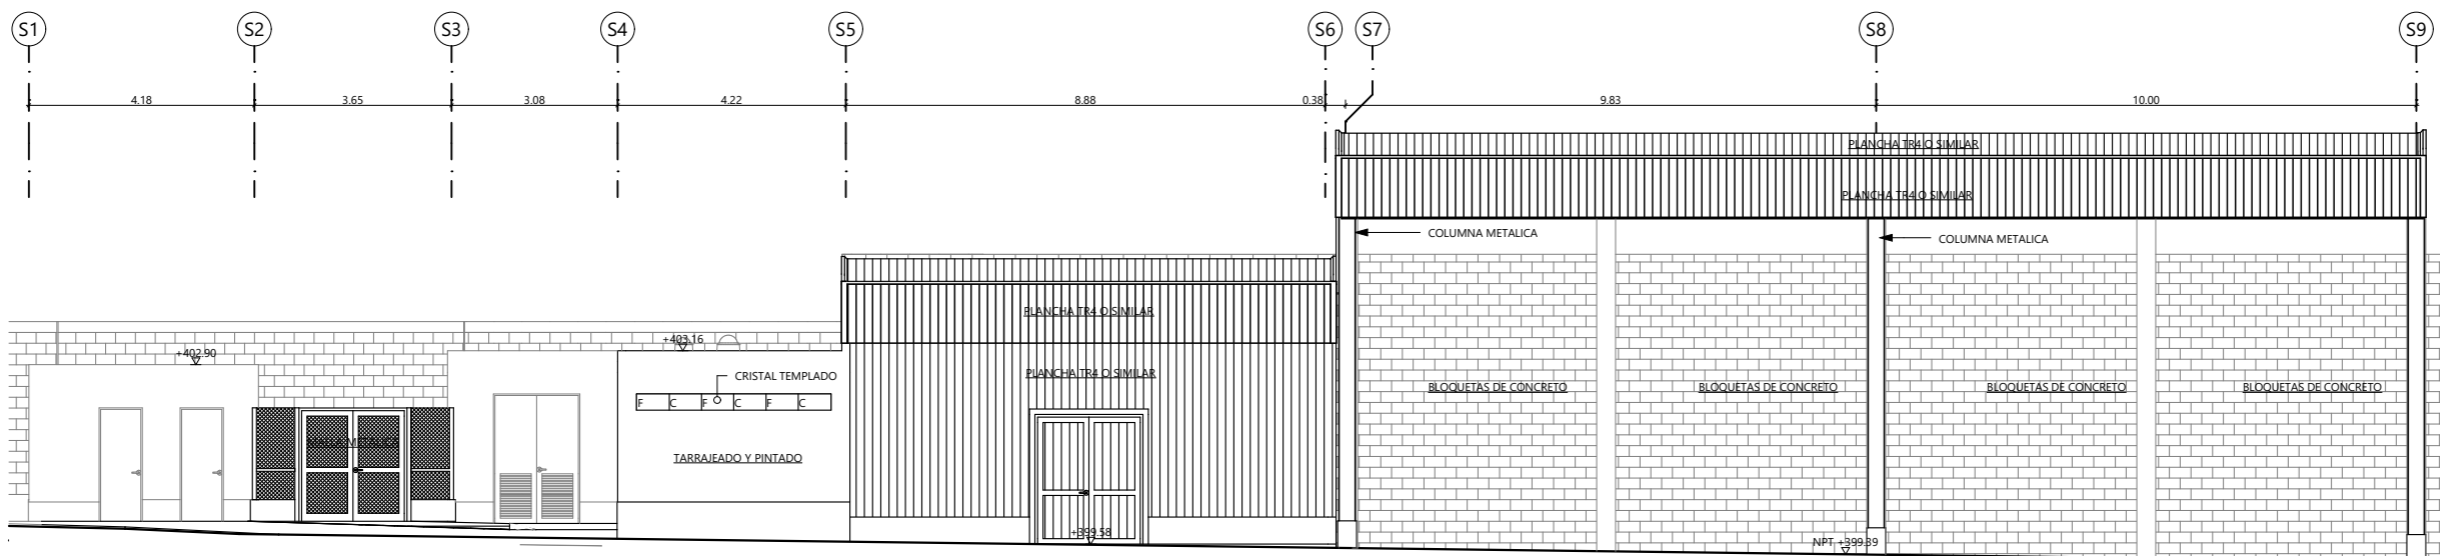 S1 S2 S3 S4 S5 S6 S7 S8 S9
4.18 3.65 3.08 4.22 8.88 0.38 9.83 10.00
PLANCHA TR4 O SIMILAR
PLANCHA TR4 O SIMILAR
COLUMNA METALICA
COLUMNA METALICA
PLANCHA TR4 O SIMILAR
+403.16
+402.90
PLANCHA TR4 O SIMILAR
CRISTAL TEMPLADO
BLOQUETAS DE CONCRETO BLOQUETAS DE CONCRETO BLOQUETAS DE CONCRETO BLOQUETAS DE CONCRETO
F C F C F C
MALLA METALICA
TARRAJEADO Y PINTADO
+399.58
NPT +399.39